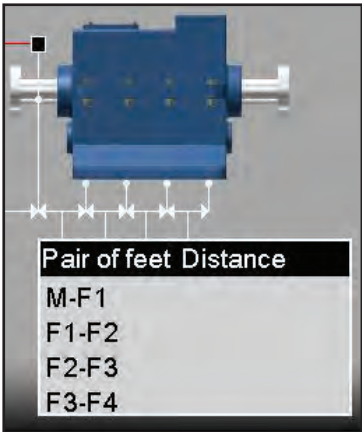 Pair of feet Distance
M-F1
F1-F2
F2-F3
F3-F4